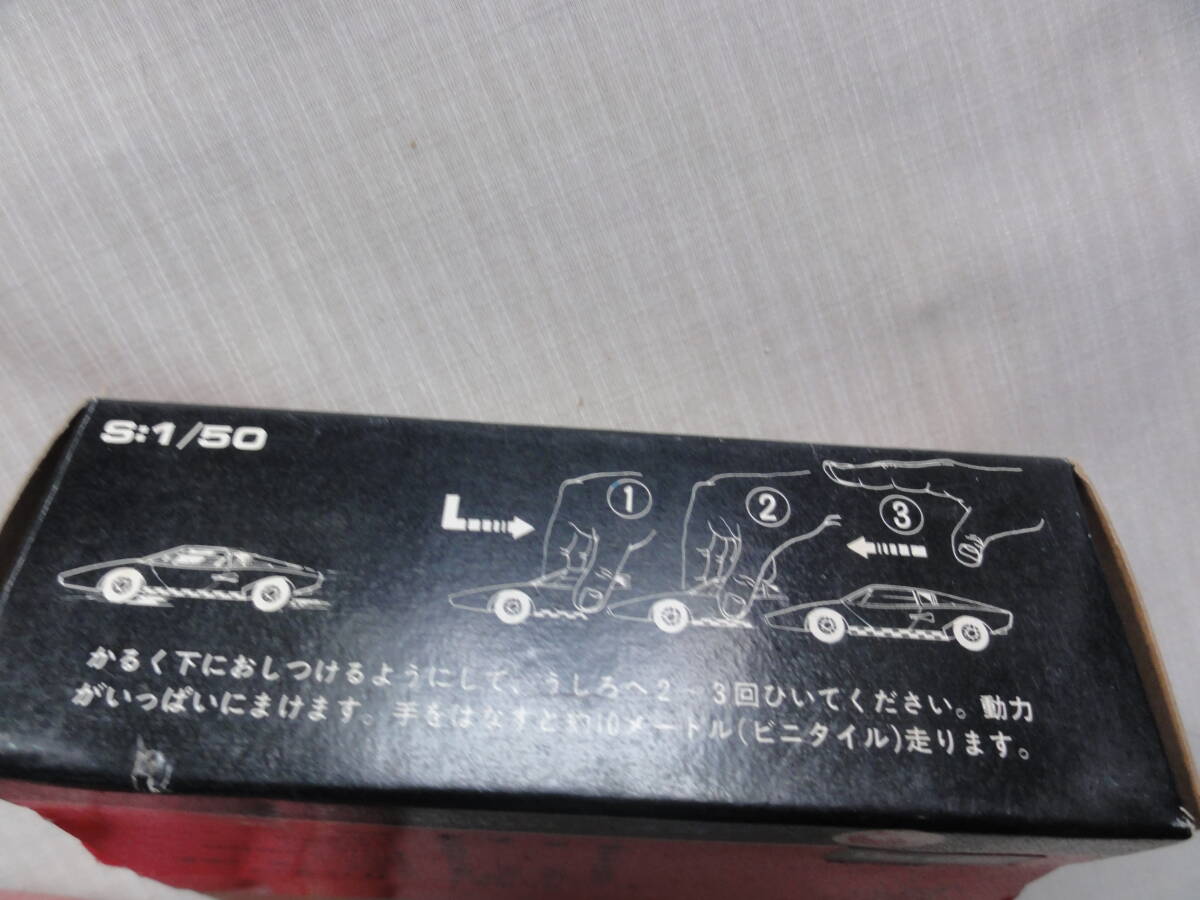 S:1/50
L
① ② ③
かるく下におしつけるようにして、うしろへ2〜3回ひいてください。動力
がいっぱいにまけます。手をはなすと約10メートル(ビニタイル)走ります。